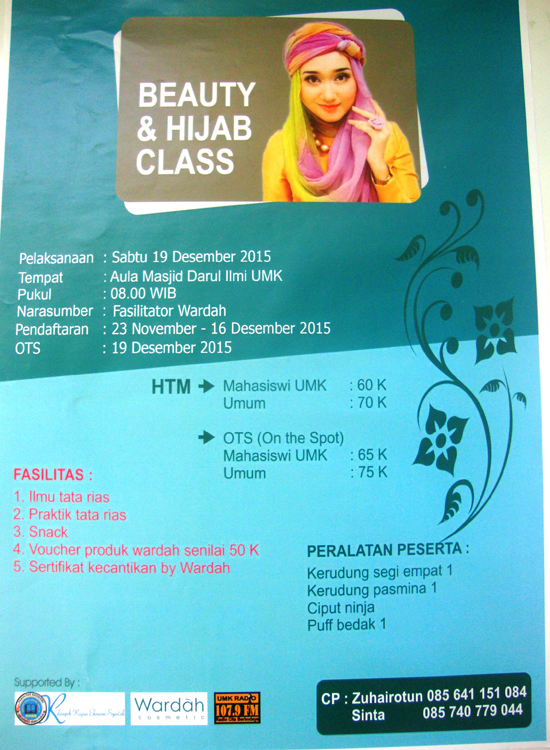 BEAUTY
& HIJAB
CLASS
Pelaksanaan : Sabtu 19 Desember 2015
Tempat : Aula Masjid Darul Ilmi UMK
Pukul : 08.00 WIB
Narasumber : Fasilitator Wardah
Pendaftaran : 23 November - 16 Desember 2015
OTS : 19 Desember 2015
HTM Mahasiswi UMK : 60 K
Umum : 70 K
OTS (On the Spot)
Mahasiswi UMK : 65 K
Umum : 75 K
FASILITAS :
1. Ilmu tata rias
2. Praktik tata rias
3. Snack
4. Voucher produk wardah senilai 50 K
5. Sertifikat kecantikan by Wardah
PERALATAN PESERTA :
Kerudung segi empat 1
Kerudung pasmina 1
Ciput ninja
Puff bedak 1
Supported By :
Wardah
cosmetic
UMK RADIO
107.9 FM
CP : Zuhairotun 085 641 151 084
Sinta 085 740 779 044